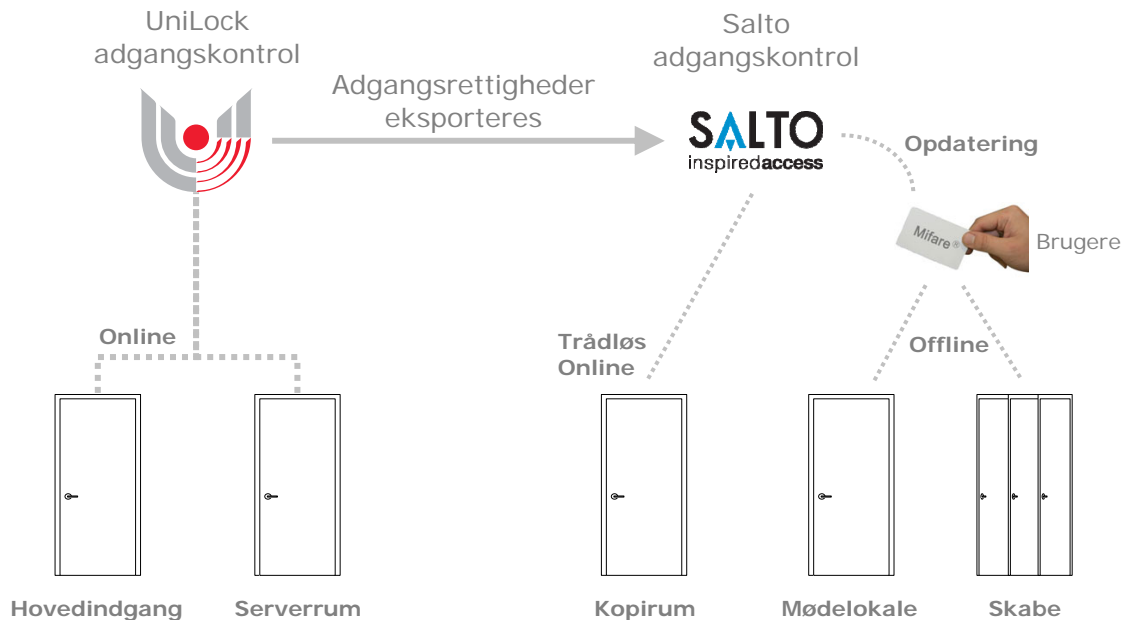 UniLock
adgangskontrol
Salto
adgangskontrol
Adgangsrettigheder
eksporteres
SALTO
inspiredaccess
Opdatering
Mifare ®
Brugere
Online
Trådløs
Online
Offline
Hovedindgang
Serverrum
Kopirum
Mødelokale
Skabe